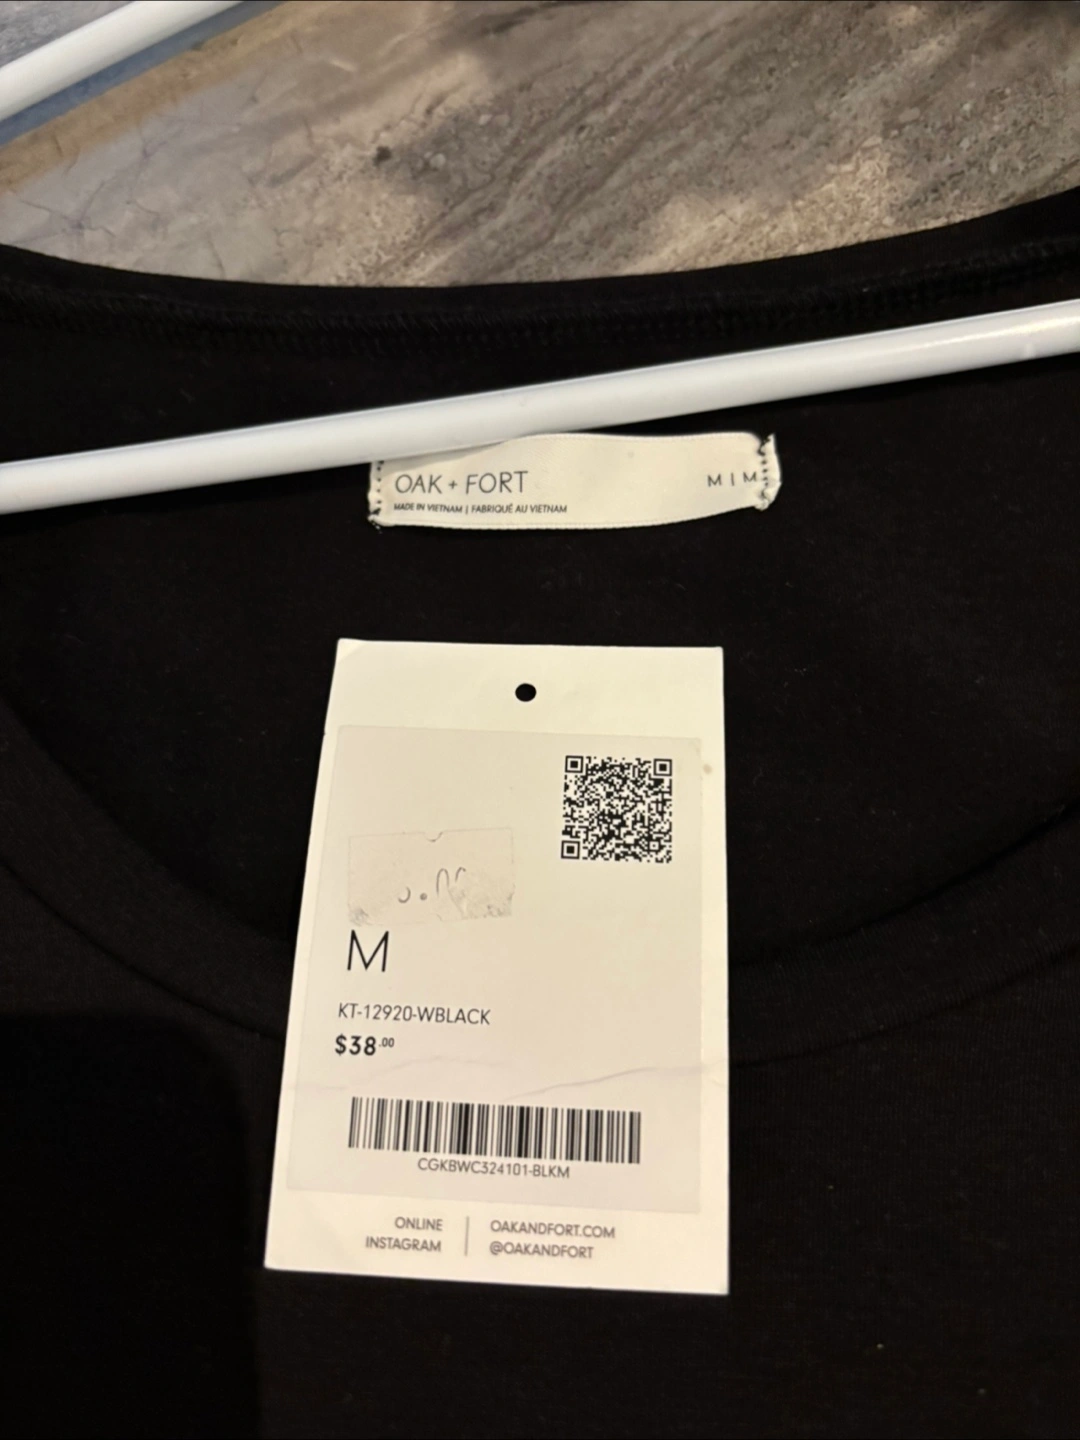 OAK + FORT
M I M
MADE IN VIETNAM | FABRIQUÉ AU VIETNAM
M
KT-12920-WBLACK
$38.00
CGKBWC324101-BLKM
ONLINE | OAKANDFORT.COM
INSTAGRAM | @OAKANDFORT